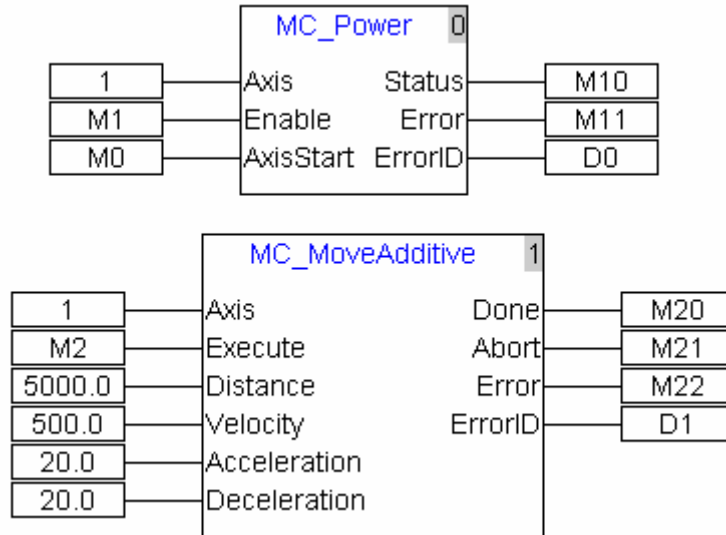 MC_Power 0
1 Axis Status M10
M1 Enable Error M11
M0 AxisStart ErrorID D0
MC_MoveAdditive 1
1 Axis Done M20
M2 Execute Abort M21
5000.0 Distance Error M22
500.0 Velocity ErrorID D1
20.0 Acceleration
20.0 Deceleration